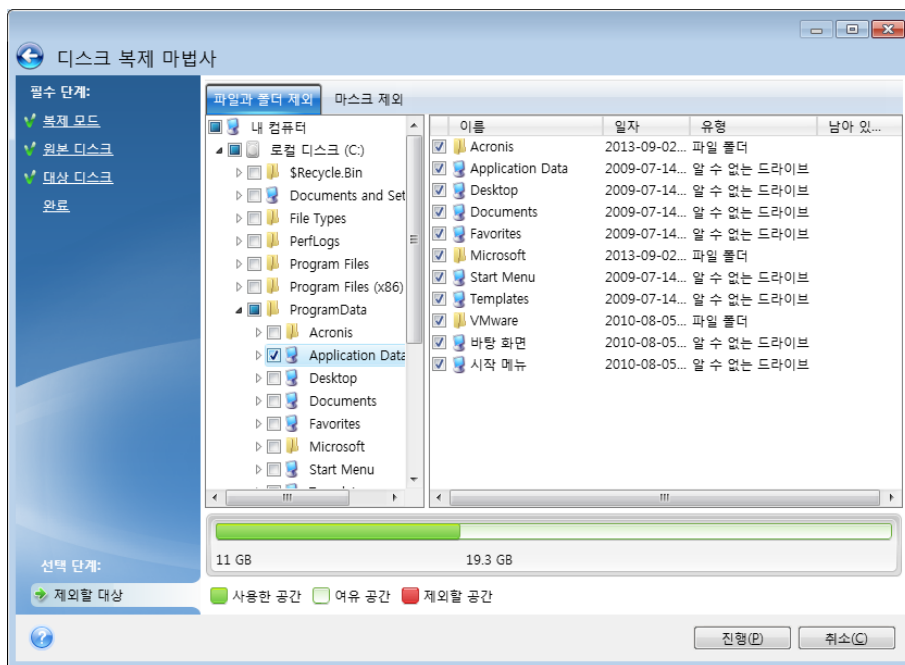 디스크 복제 마법사
필수 단계:
복제 모드
원본 디스크
대상 디스크
완료
선택 단계:
제외할 대상
파일과 폴더 제외
마스크 제외
내 컴퓨터
로컬 디스크 (C:)
$Recycle.Bin
Documents and Set
File Types
PerfLogs
Program Files
Program Files (x86)
ProgramData
Acronis
Application Data
Desktop
Documents
Favorites
Microsoft
Start Menu
이름 일자 유형 남아 있...
Acronis 2013-09-02... 파일 폴더
Application Data 2009-07-14... 알 수 없는 드라이브
Desktop 2009-07-14... 알 수 없는 드라이브
Documents 2009-07-14... 알 수 없는 드라이브
Favorites 2009-07-14... 알 수 없는 드라이브
Microsoft 2013-09-02... 파일 폴더
Start Menu 2009-07-14... 알 수 없는 드라이브
Templates 2009-07-14... 알 수 없는 드라이브
VMware 2010-08-05... 파일 폴더
바탕 화면 2010-08-05... 알 수 없는 드라이브
시작 메뉴 2010-08-05... 알 수 없는 드라이브
11 GB 19.3 GB
사용한 공간 여유 공간 제외할 공간
진행(P) 취소(C)